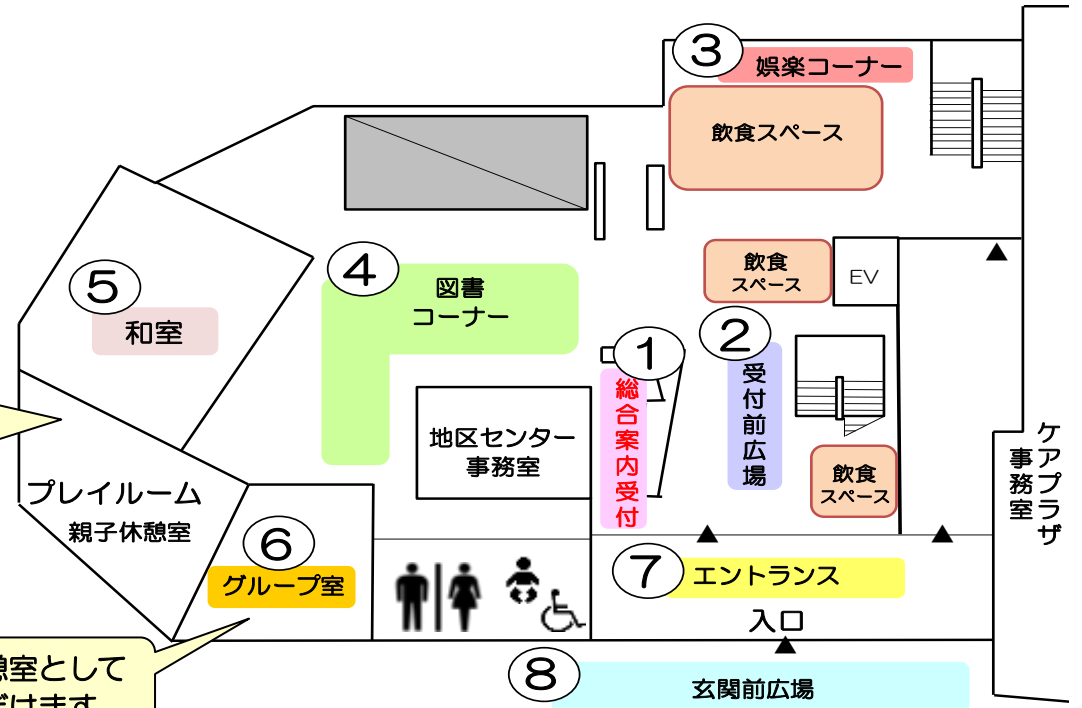 ③
娯楽コーナー
飲食スペース
⑤
和室
④
図書
コーナー
飲食
スペース
EV
①
総合案内受付
②
受付前広場
地区センター
事務室
飲食
スペース
ケアプラザ
事務室
プレイルーム
親子休憩室
⑥
グループ室
⑦
エントランス
入口
⑧
玄関前広場
室として
だけます